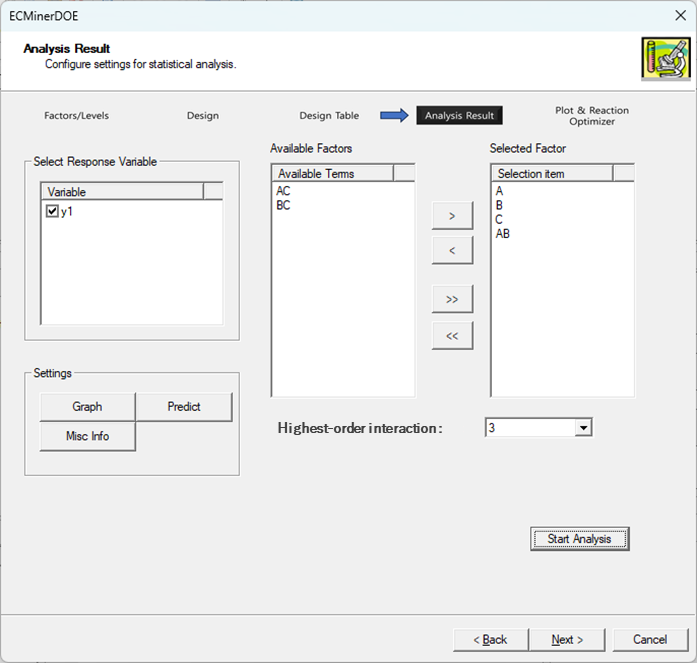 ECMinerDOE
Analysis Result
Configure settings for statistical analysis.
Factors/Levels
Design
Design Table
Analysis Result
Plot & Reaction
Optimizer
Select Response Variable
Variable
y1
Settings
Graph
Predict
Misc Info
Available Factors
Available Terms
AC
BC
>
<
>>
<<
Selected Factor
Selection item
A
B
C
AB
Highest-order interaction:
3
Start Analysis
< Back
Next >
Cancel